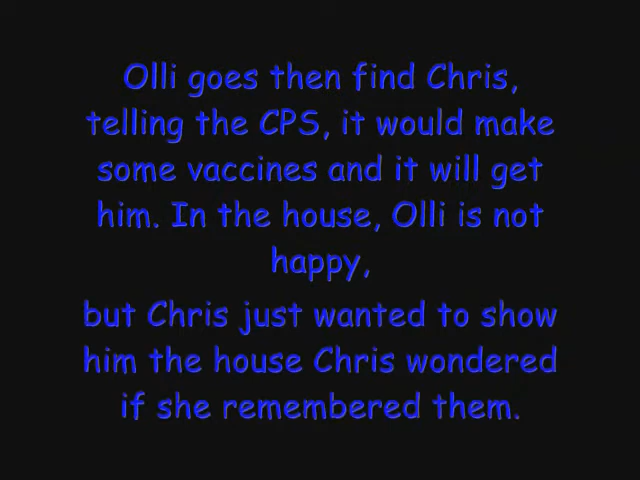 Olli goes then find Chris,
telling the CPS, it would make
some vaccines and it will get
him. In the house, Olli is not
happy,
but Chris just wanted to show
him the house Chris wondered
if she remembered them.